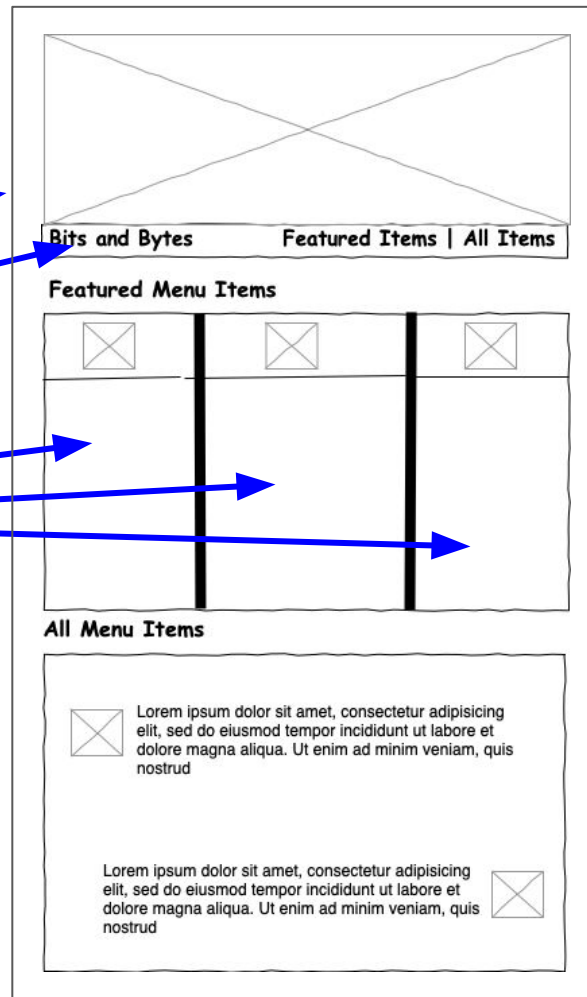 Bits and Bytes Featured Items | All Items
Featured Menu Items
All Menu Items
Lorem ipsum dolor sit amet, consectetur adipisicing
elit, sed do eiusmod tempor incididunt ut labore et
dolore magna aliqua. Ut enim ad minim veniam, quis
nostrud
Lorem ipsum dolor sit amet, consectetur adipisicing
elit, sed do eiusmod tempor incididunt ut labore et
dolore magna aliqua. Ut enim ad minim veniam, quis
nostrud